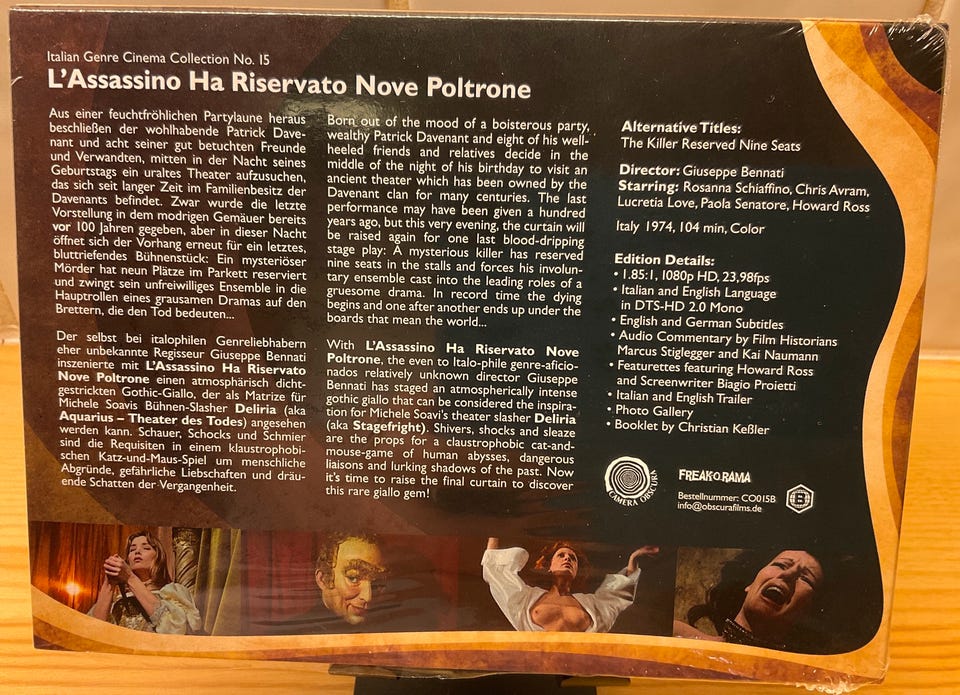 Italian Genre Cinema Collection No. 15
L'Assassino Ha Riservato Nove Poltrone
Aus einer feuchtfröhlichen Partylaune heraus
beschließen der wohlhabende Patrick Dave-
nant und acht seiner gut betuchten Freunde
und Verwandten, mitten in der Nacht seines
Geburtstags ein uraltes Theater aufzusuchen,
das sich seit langer Zeit im Familienbesitz der
Davenants befindet. Zwar wurde die letzte
Vorstellung in dem modrigen Gemäuer bereits
vor 100 Jahren gegeben, aber in dieser Nacht
öffnet sich der Vorhang erneut für ein letztes,
bluttriefendes Bühnenstück: Ein mysteriöser
Mörder hat neun Plätze im Parkett reserviert
und zwingt sein unfreiwilliges Ensemble in die
Hauptrollen eines grausamen Dramas auf den
Brettern, die den Tod bedeuten...
Der selbst bei italophilen Genreliebhabern
eher unbekannte Regisseur Giuseppe Bennati
inszenierte mit L'Assassino Ha Riservato
Nove Poltrone einen atmosphärisch dicht-
gestrickten Gothic-Giallo, der als Matrize für
Michele Soavis Bühnen-Slasher Deliria (aka
Aquarius – Theater des Todes) angesehen
werden kann. Schauer, Schocks und Schmier
sind die Requisiten in einem klaustrophobi-
schen Katz-und-Maus-Spiel um menschliche
Abgründe, gefährliche Liebschaften und dräu-
ende Schatten der Vergangenheit.
Born out of the mood of a boisterous party,
wealthy Patrick Davenant and eight of his well-
heeled friends and relatives decide in the
middle of the night of his birthday to visit an
ancient theater which has been owned by the
Davenant clan for many centuries. The last
performance may have been given a hundred
years ago, but this very evening, the curtain will
be raised again for one last blood-dripping
stage play: A mysterious killer has reserved
nine seats in the stalls and forces his involun-
tary ensemble cast into the leading roles of a
gruesome drama. In record time the dying
begins and one after another ends up under the
boards that mean the world...
With L'Assassino Ha Riservato Nove
Poltrone, the even to Italo-phile genre-aficio-
nados relatively unknown director Giuseppe
Bennati has staged an atmospherically intense
gothic giallo that can be considered the inspira-
tion for Michele Soavi's theater slasher Deliria
(aka Stagefright). Shivers, shocks and sleaze
are the props for a claustrophobic cat-and-
mouse-game of human abysses, dangerous
liaisons and lurking shadows of the past. Now
it's time to raise the final curtain to discover
this rare giallo gem!
Alternative Titles:
The Killer Reserved Nine Seats
Director: Giuseppe Bennati
Starring: Rosanna Schiaffino, Chris Avram,
Lucretia Love, Paola Senatore, Howard Ross
Italy 1974, 104 min, Color
Edition Details:
• 1.85:1, 1080p HD, 23,98fps
• Italian and English Language
in DTS-HD 2.0 Mono
• English and German Subtitles
• Audio Commentary by Film Historians
Marcus Stiglegger and Kai Naumann
• Featurettes featuring Howard Ross
and Screenwriter Biagio Proietti
• Italian and English Trailer
• Photo Gallery
• Booklet by Christian Keßler
CAMERA OBSCURA
FREAKORAMA
Bestellnummer: CO015B
info@obscurafilms.de
B